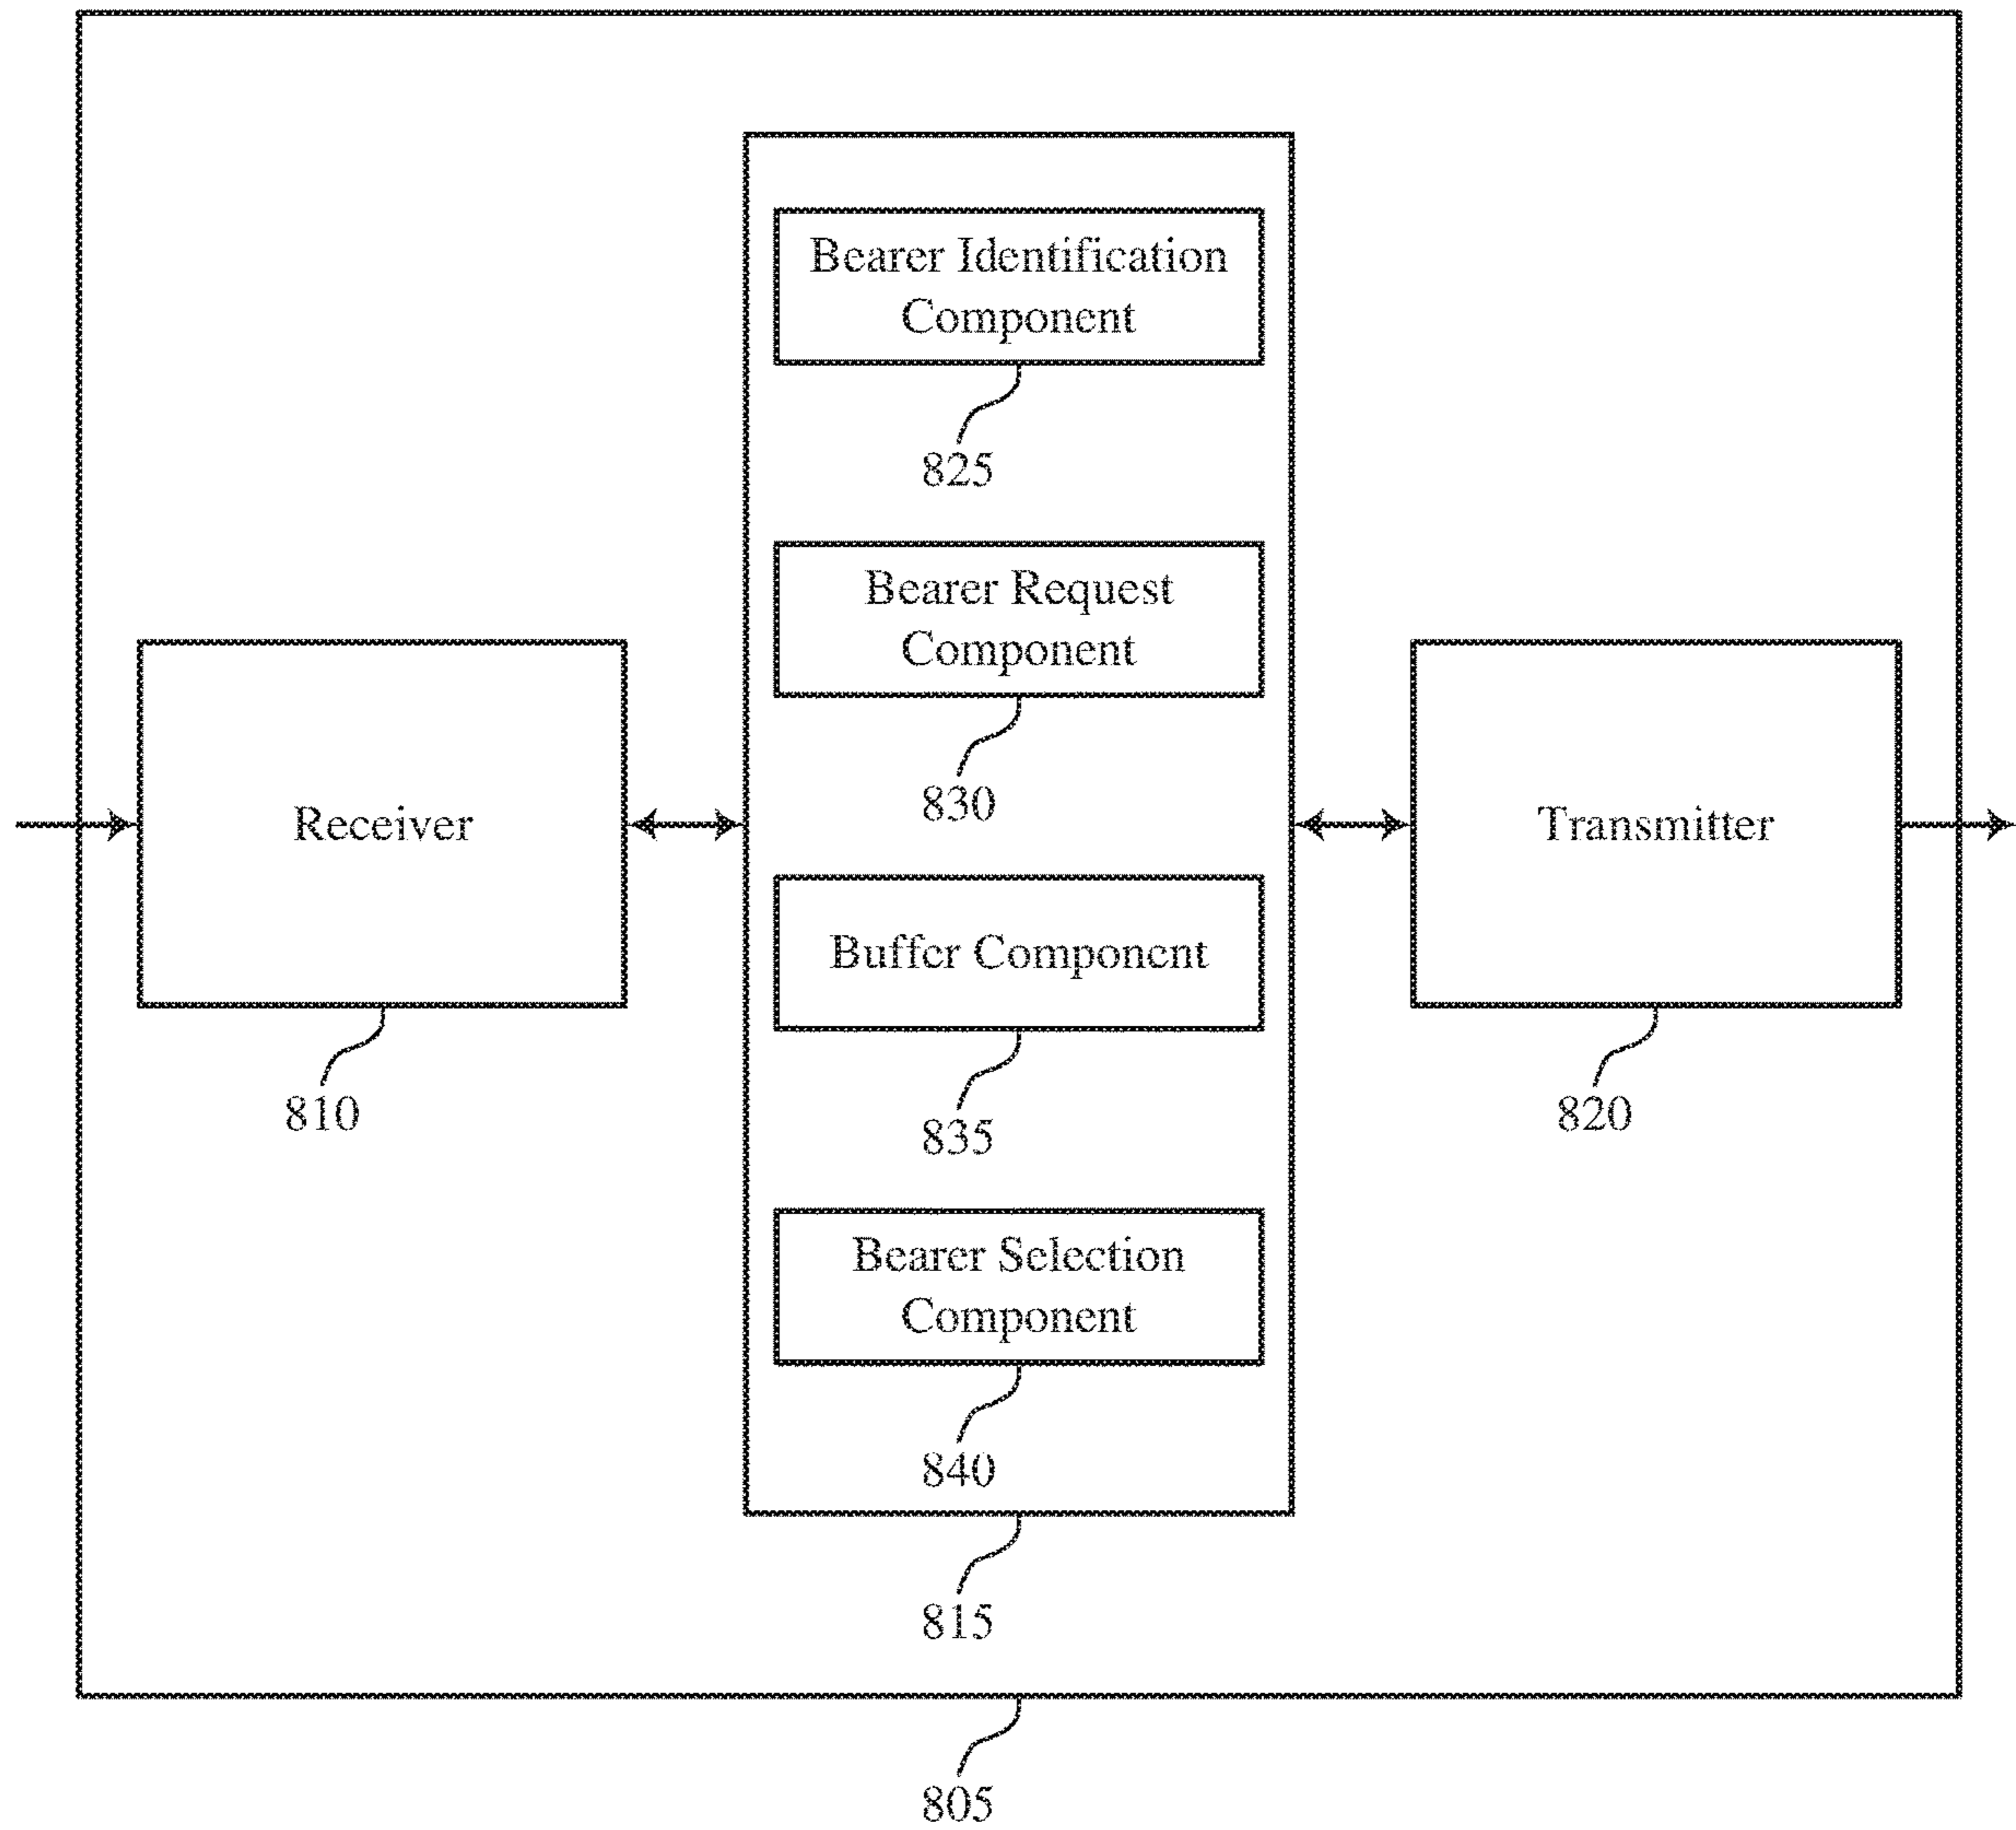 Bearer Identification
Component
825
Bearer Request
Component
830
Receiver
810
Buffer Component
835
Transmitter
820
Bearer Selection
Component
840
815
805